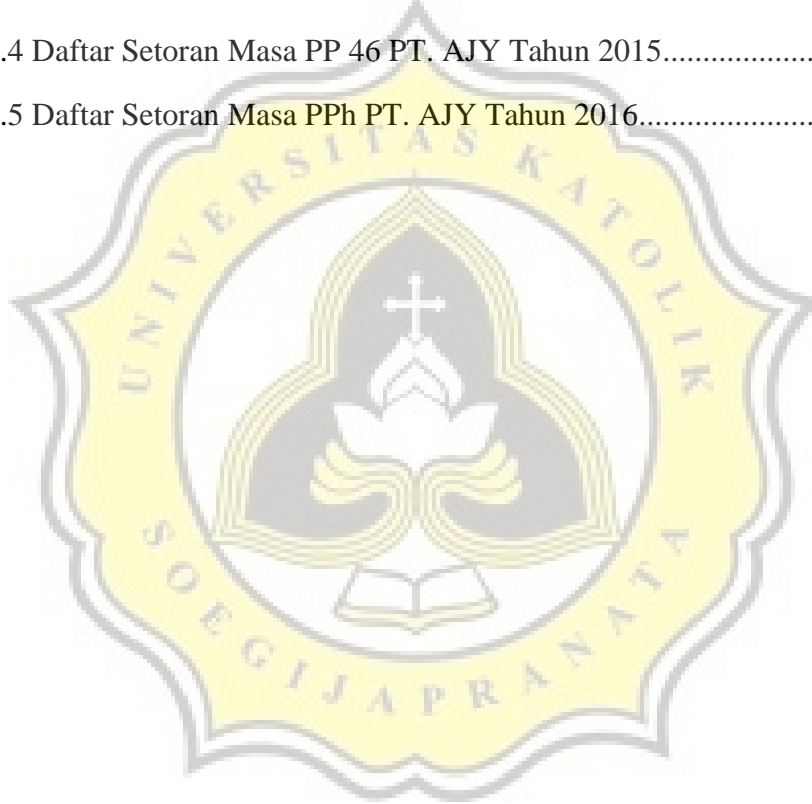 .4 Daftar Setoran Masa PP 46 PT. AJY Tahun 2015...................
.5 Daftar Setoran Masa PPh PT. AJY Tahun 2016......................
UNIVERSITAS KATOLIK
SOEGIJAPRANATA